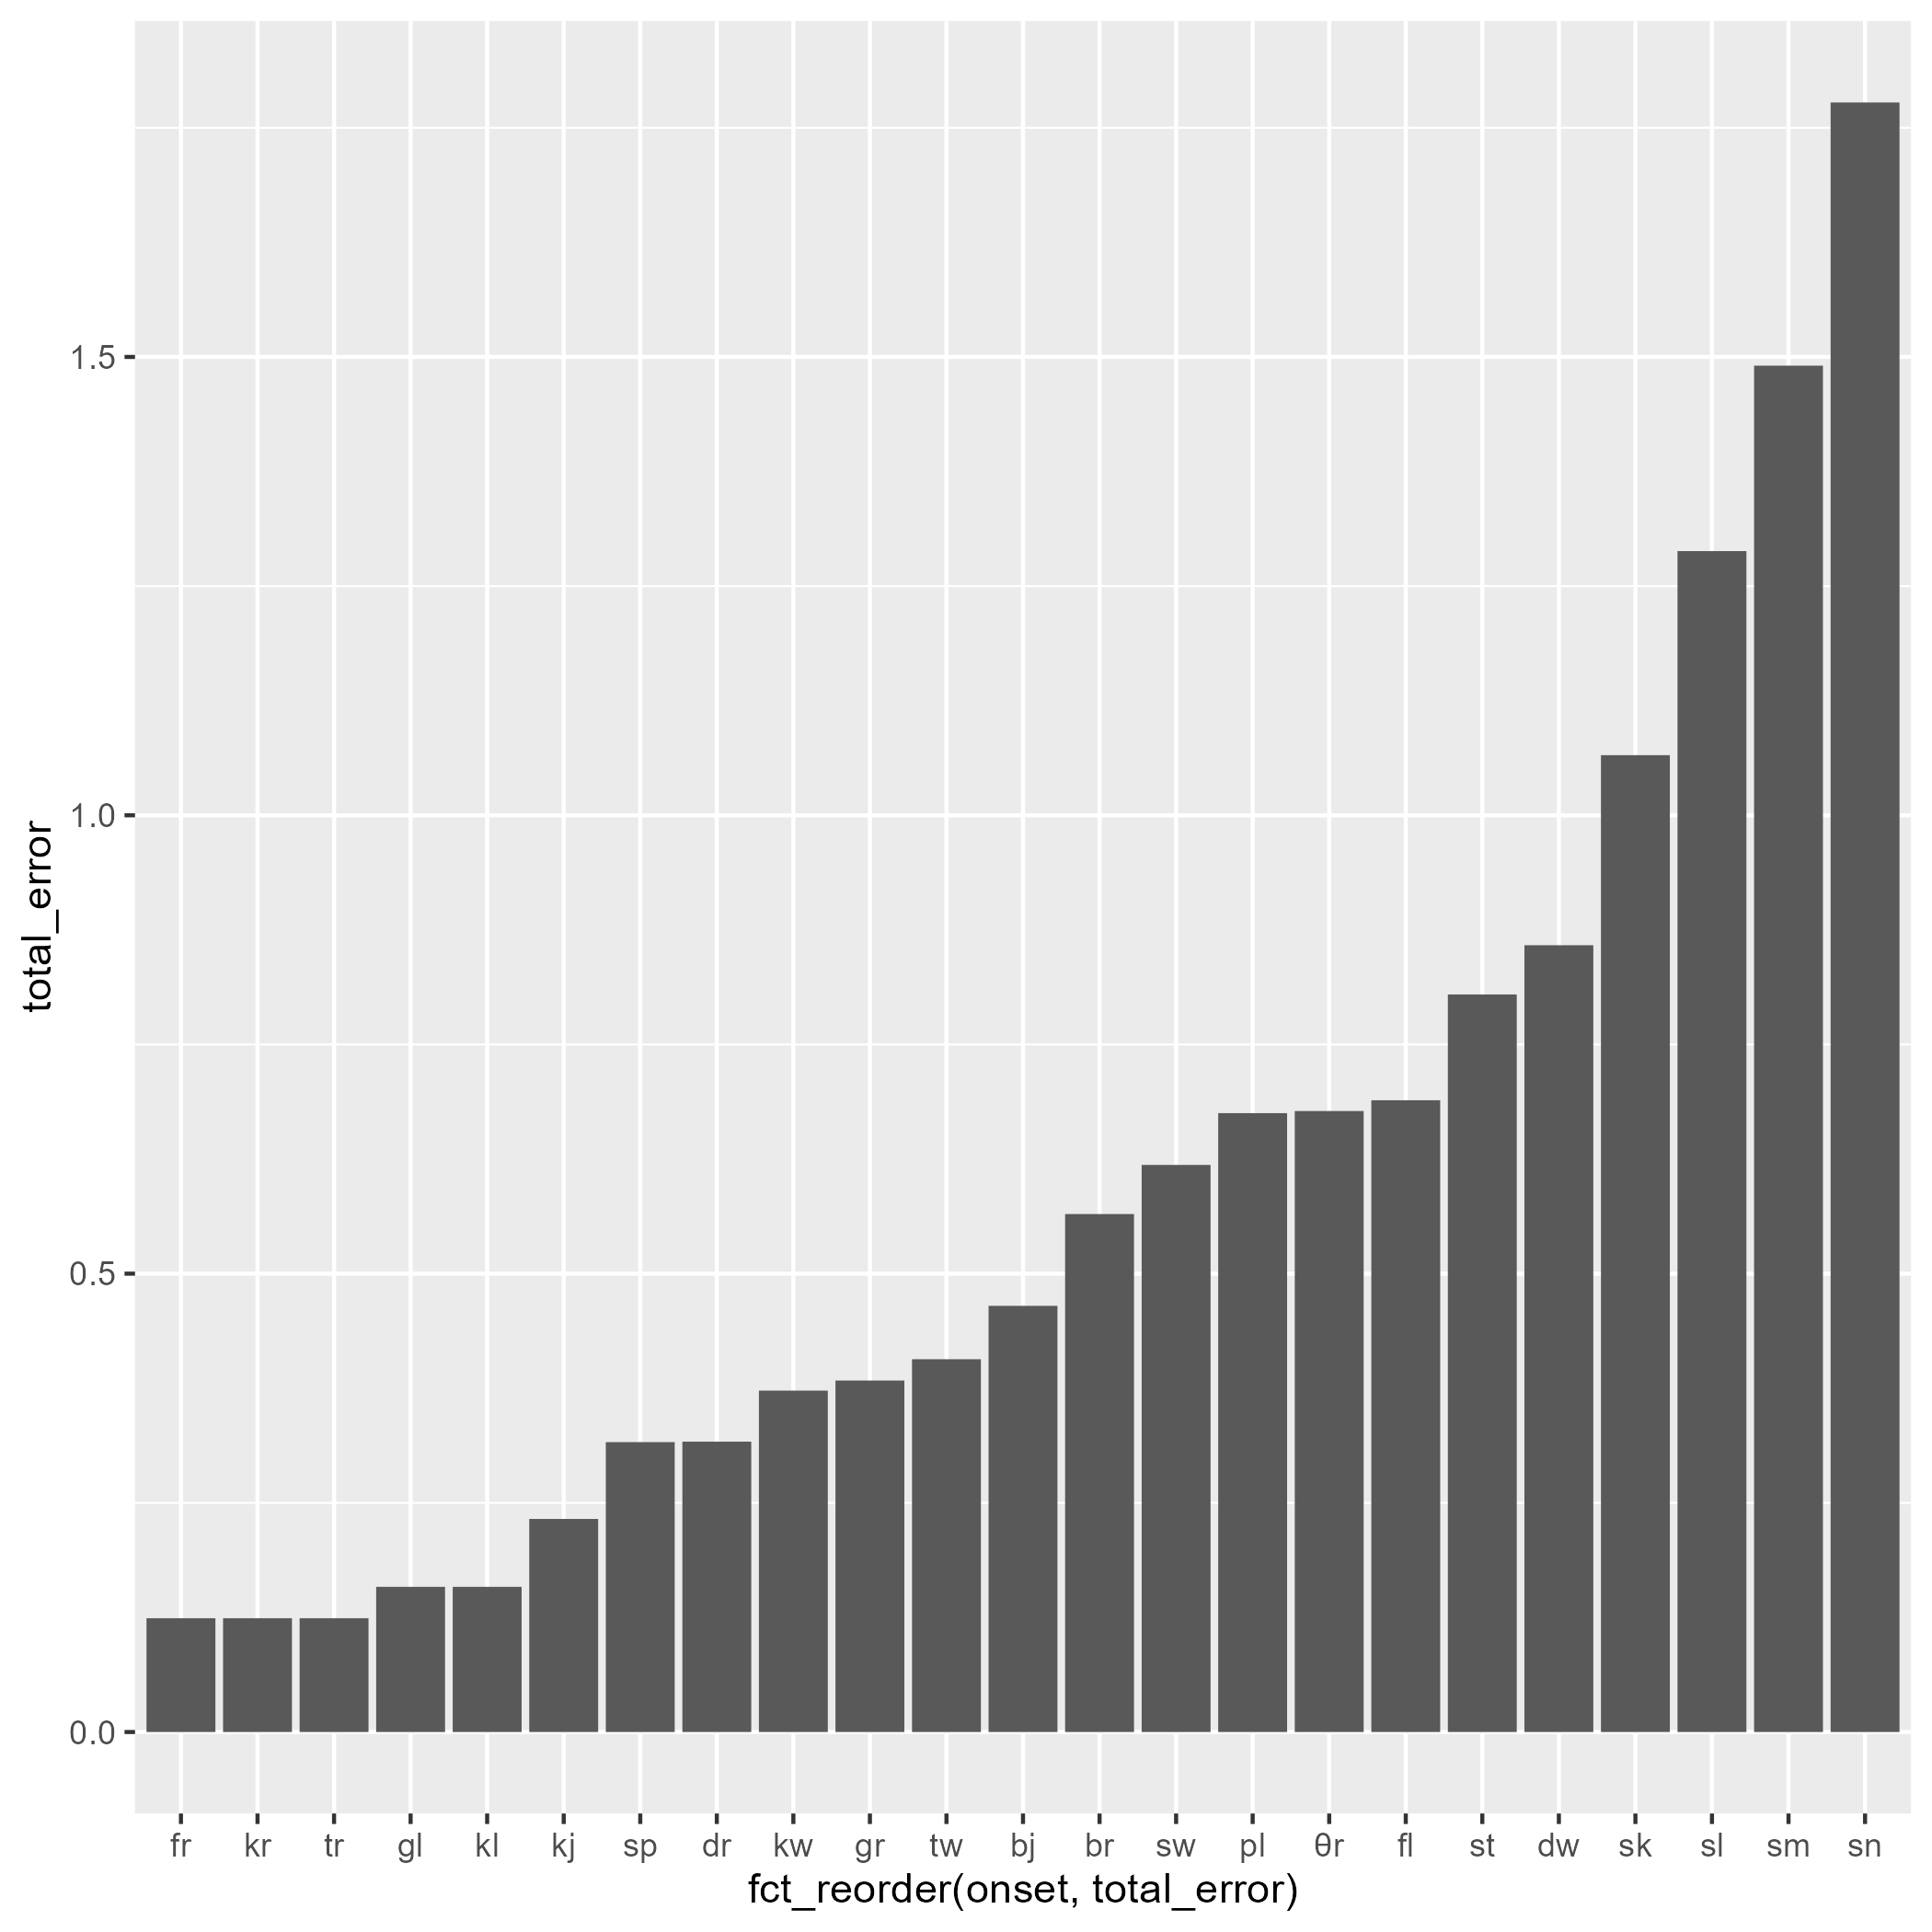 total_error
1.5
1.0
0.5
0.0
fr kr tr gl kl kj sp dr kw gr tw bj br sw pl θr fl st dw sk sl sm sn
fct_reorder(onset, total_error)